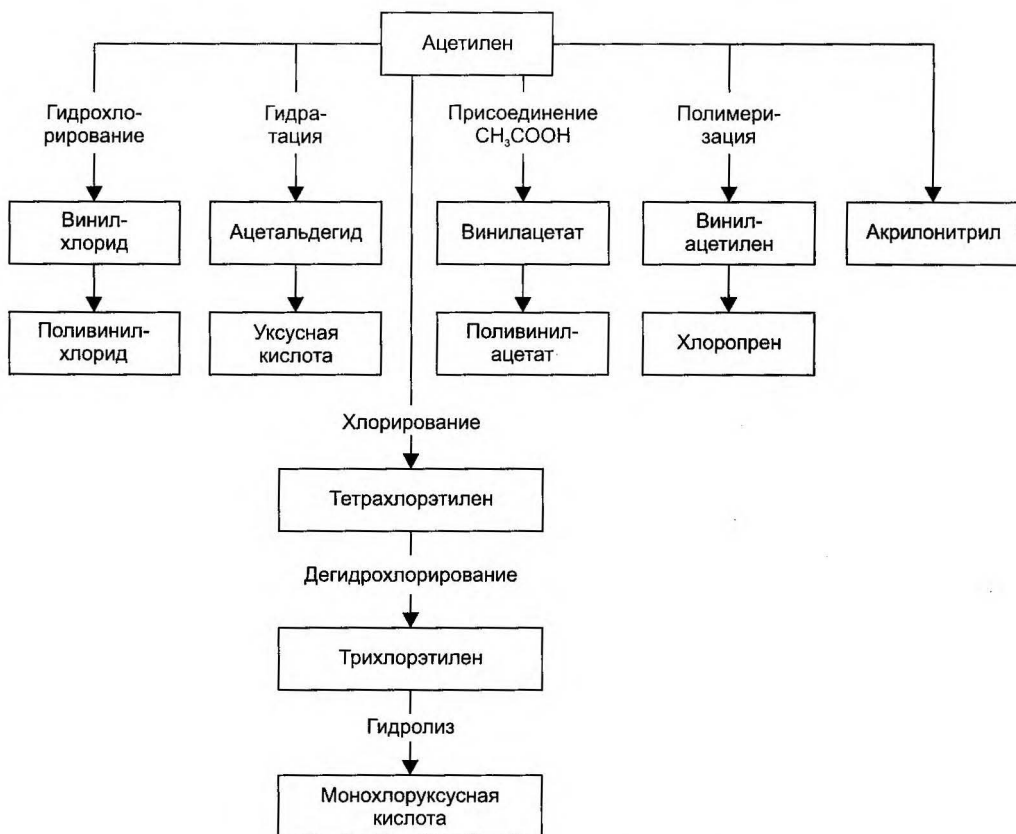 Ацетилен
Гидрохло-
рирование
Гидра-
тация
Присоединение
CH₃COOH
Полимери-
зация
Винил-
хлорид
Ацетальдегид
Винилацетат
Винил-
ацетилен
Акрилонитрил
Поливинил-
хлорид
Уксусная
кислота
Поливинил-
ацетат
Хлоропрен
Хлорирование
Тетрахлорэтилен
Дегидрохлорирование
Трихлорэтилен
Гидролиз
Монохлоруксусная
кислота